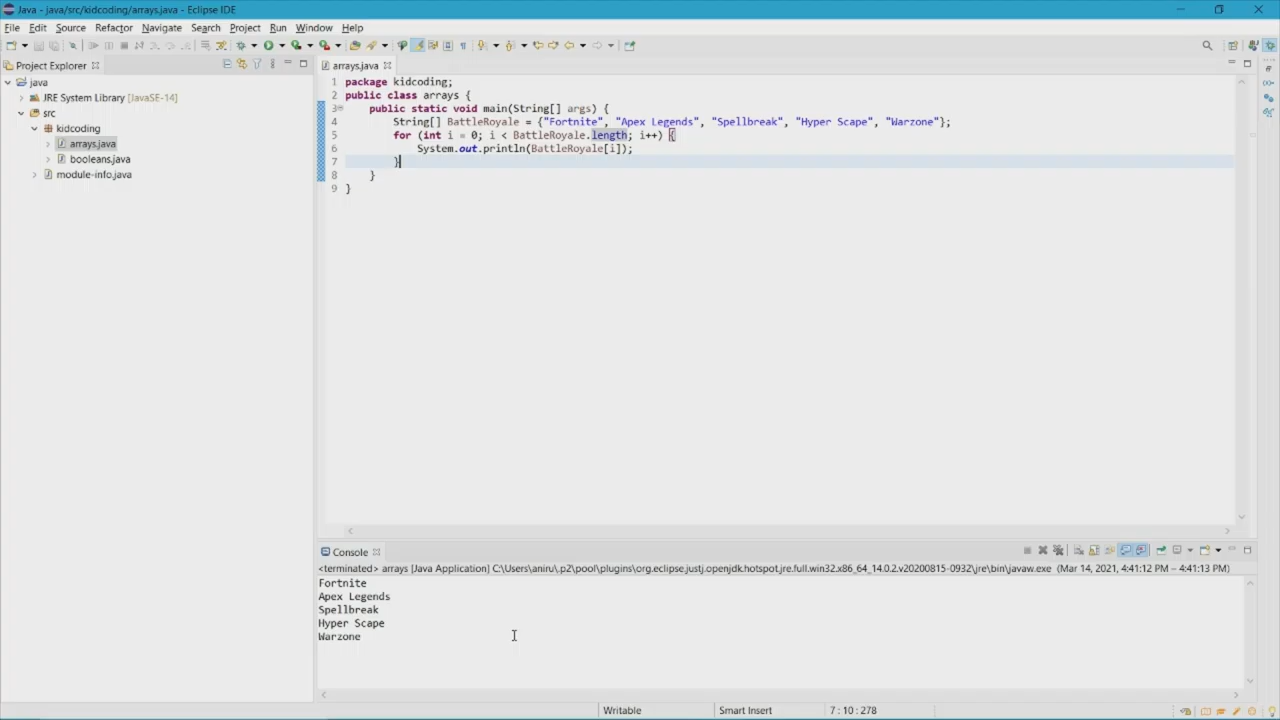 Java - java/src/kidcoding/arrays.java - Eclipse IDE
File Edit Source Refactor Navigate Search Project Run Window Help
Project Explorer
java
JRE System Library [JavaSE-14]
src
kidcoding
arrays.java
booleans.java
module-info.java
arrays.java
1 package kidcoding;
2 public class arrays {
3 public static void main(String[] args) {
4 String[] BattleRoyale = {"Fortnite", "Apex Legends", "Spellbreak", "Hyper Scape", "Warzone"};
5 for (int i = 0; i < BattleRoyale.length; i++) {
6 System.out.println(BattleRoyale[i]);
7 }
8 }
9 }
Console
<terminated> arrays [Java Application] C:\Users\aniru\.p2\pool\plugins\org.eclipse.justj.openjdk.hotspot.jre.full.win32.x86_64_14.0.2.v20200815-0932\jre\bin\javaw.exe (Mar 14, 2021, 4:41:12 PM – 4:41:13 PM)
Fortnite
Apex Legends
Spellbreak
Hyper Scape
Warzone
Writable Smart Insert 7 : 10 : 278